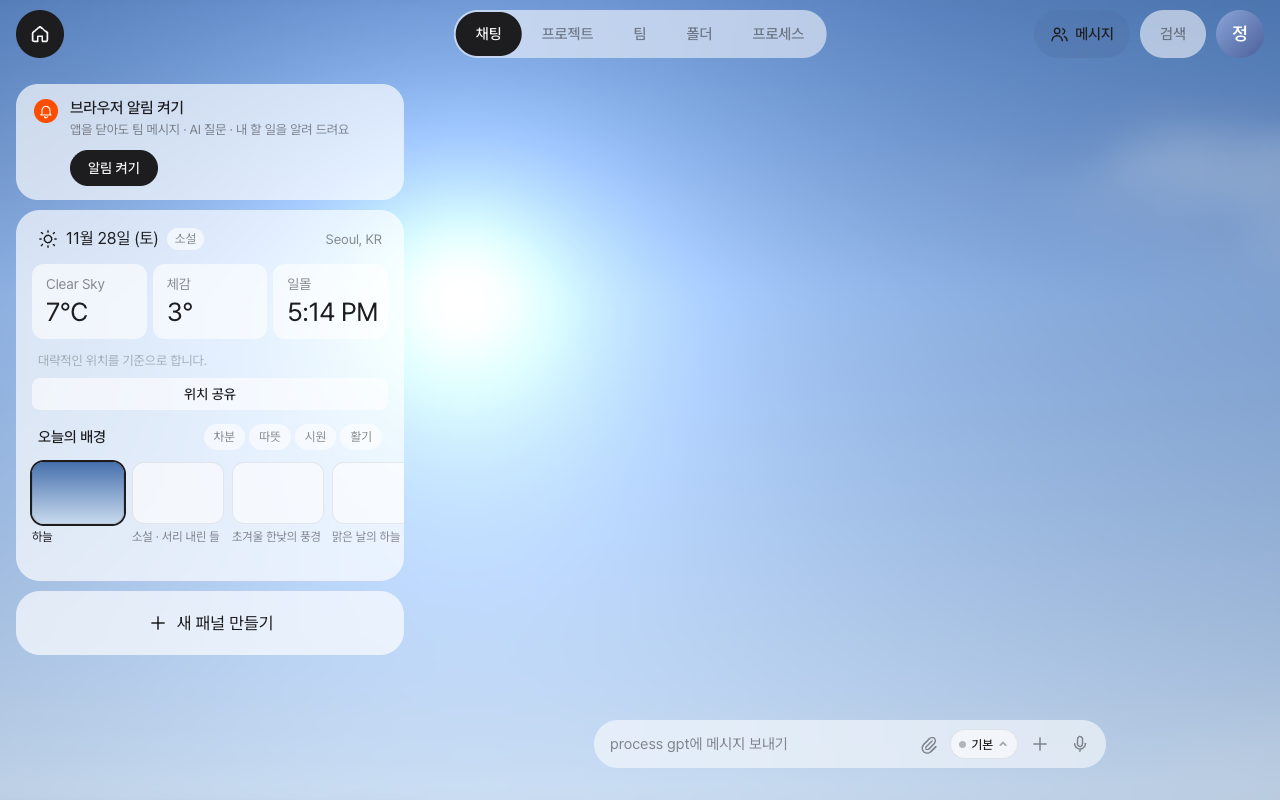 채팅
프로젝트
팀
폴더
프로세스
메시지
검색
정
브라우저 알림 켜기
앱을 닫아도 팀 메시지 · AI 질문 · 내 할 일을 알려 드려요
알림 켜기
11월 28일 (토)
소설
Seoul, KR
Clear Sky
7°C
체감
3°
일몰
5:14 PM
대략적인 위치를 기준으로 합니다.
위치 공유
오늘의 배경
차분
따뜻
시원
활기
하늘
소설 · 서리 내린 들
초겨울 한낮의 풍경
맑은 날의 하늘
새 패널 만들기
process gpt에 메시지 보내기
기본